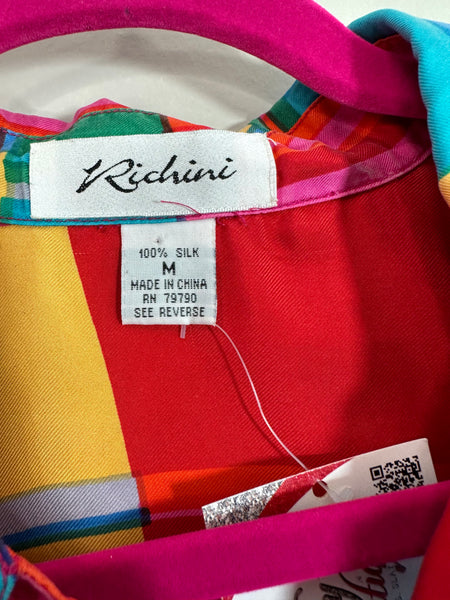 Richini
100% SILK
M
MADE IN CHINA
RN 79790
SEE REVERSE